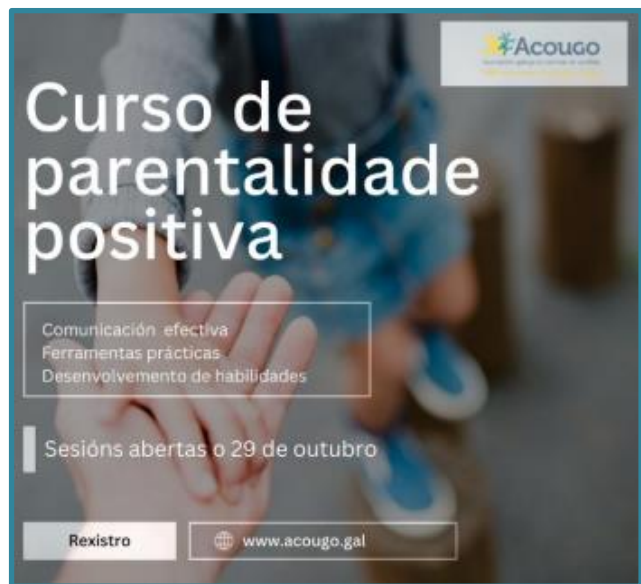 Acougo
Curso de
parentalidade
positiva
Comunicación efectiva
Ferramentas prácticas
Desenvolvemento de habilidades
Sesións abertas o 29 de outubro
Rexistro
www.acougo.gal